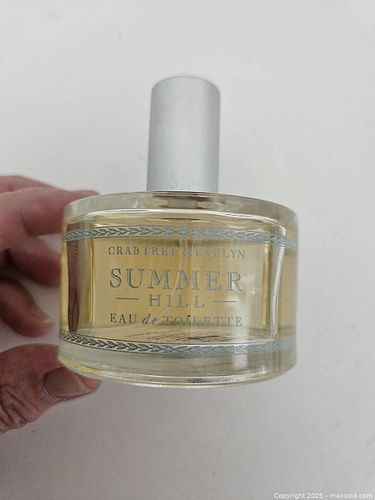 CRABTREE & EVELYN
SUMMER
HILL
EAU de TOILETTE
Copyright 2025 - maxsold.com